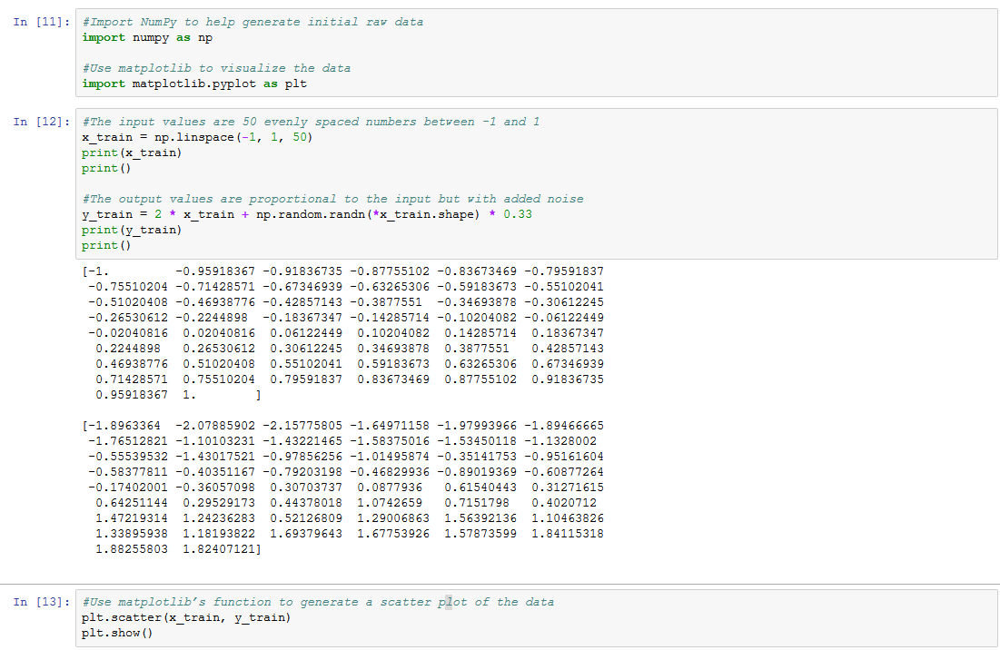 In [11]: #Import NumPy to help generate initial raw data
import numpy as np
#Use matplotlib to visualize the data
import matplotlib.pyplot as plt
In [12]: #The input values are 50 evenly spaced numbers between -1 and 1
x_train = np.linspace(-1, 1, 50)
print(x_train)
print()
#The output values are proportional to the input but with added noise
y_train = 2 * x_train + np.random.randn(*x_train.shape) * 0.33
print(y_train)
print()
[-1.         -0.95918367 -0.91836735 -0.87755102 -0.83673469 -0.79591837
 -0.75510204 -0.71428571 -0.67346939 -0.63265306 -0.59183673 -0.55102041
 -0.51020408 -0.46938776 -0.42857143 -0.3877551  -0.34693878 -0.30612245
 -0.26530612 -0.2244898  -0.18367347 -0.14285714 -0.10204082 -0.06122449
 -0.02040816  0.02040816  0.06122449  0.10204082  0.14285714  0.18367347
  0.2244898   0.26530612  0.30612245  0.34693878  0.3877551   0.42857143
  0.46938776  0.51020408  0.55102041  0.59183673  0.63265306  0.67346939
  0.71428571  0.75510204  0.79591837  0.83673469  0.87755102  0.91836735
  0.95918367  1.        ]
[-1.8963364  -2.07885902 -2.15775805 -1.64971158 -1.97993966 -1.89466665
 -1.76512821 -1.10103231 -1.43221465 -1.58375016 -1.53450118 -1.1328002
 -0.55539532 -1.43017521 -0.97856256 -1.01495874 -0.35141753 -0.95161604
 -0.58377811 -0.40351167 -0.79203198 -0.46829936 -0.89019369 -0.60877264
 -0.17402001 -0.36057098  0.30703737  0.0877936   0.61540443  0.31271615
  0.64251144  0.29529173  0.44378018  1.0742659   0.7151798   0.4020712
  1.47219314  1.24236283  0.52126809  1.29006863  1.56392136  1.10463826
  1.33895938  1.18193822  1.69379643  1.67753926  1.57873599  1.84115318
  1.88255803  1.82407121]
In [13]: #Use matplotlib’s function to generate a scatter plot of the data
plt.scatter(x_train, y_train)
plt.show()